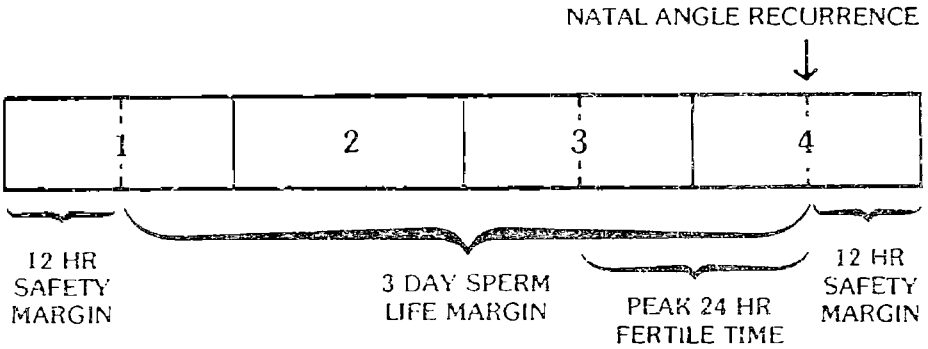 NATAL ANGLE RECURRENCE
1 2 3 4
12 HR
SAFETY
MARGIN
3 DAY SPERM
LIFE MARGIN
PEAK 24 HR
FERTILE TIME
12 HR
SAFETY
MARGIN